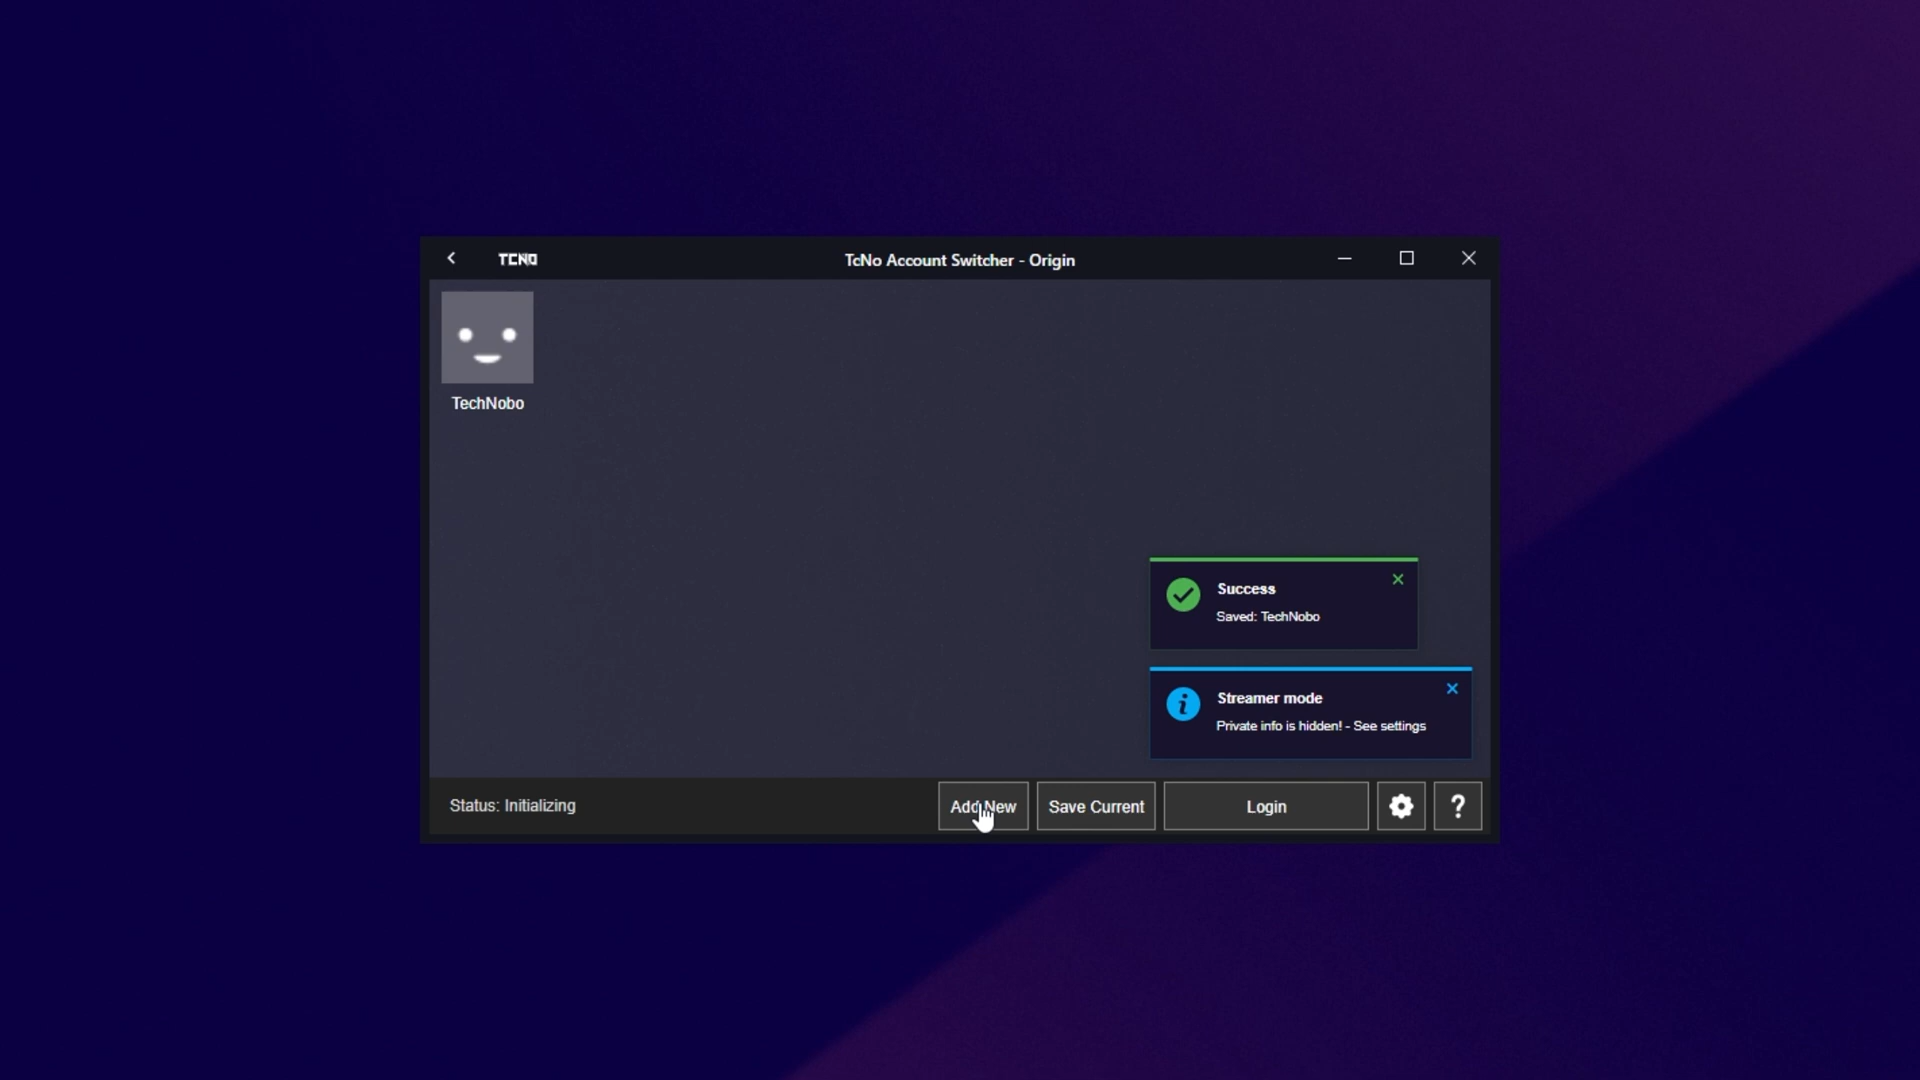 TCNO
TcNo Account Switcher - Origin
TechNobo
Success
Saved: TechNobo
Streamer mode
Private info is hidden! - See settings
Status: Initializing
Add New
Save Current
Login
?